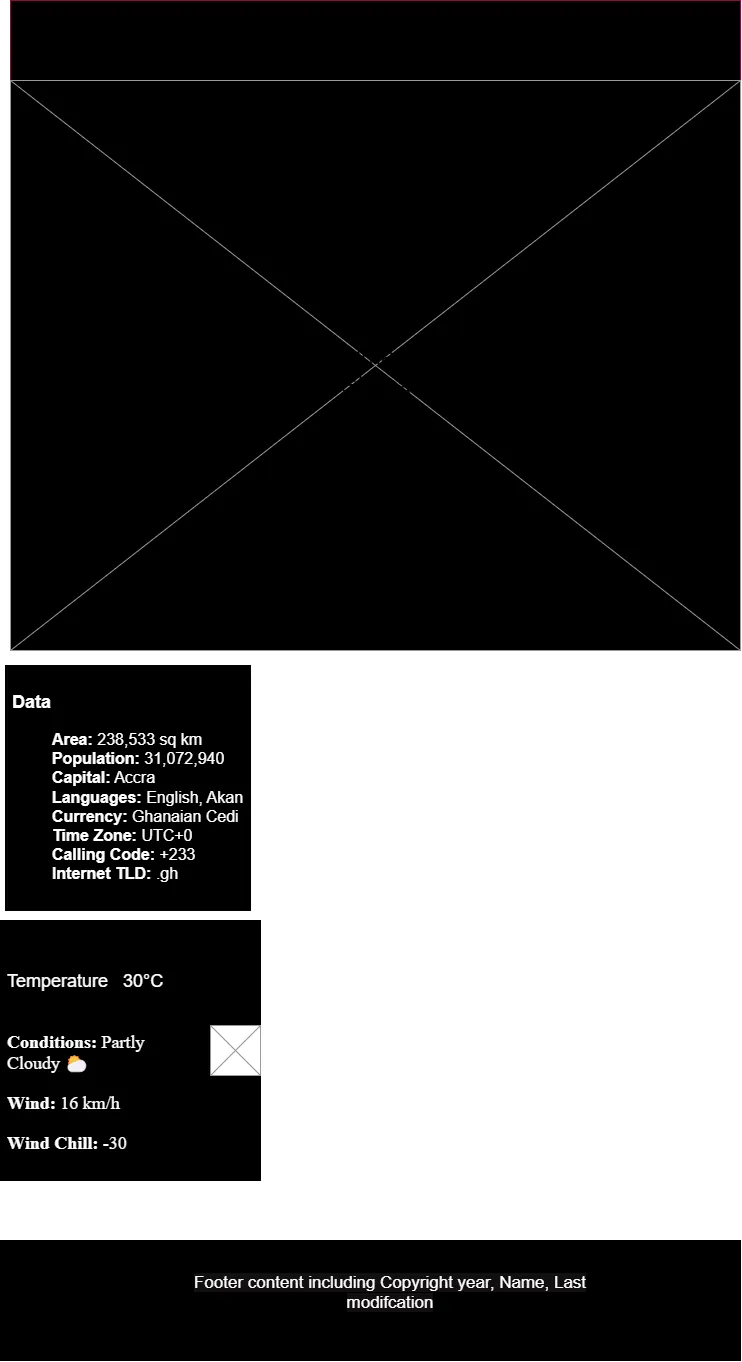 Data
Area: 238,533 sq km
Population: 31,072,940
Capital: Accra
Languages: English, Akan
Currency: Ghanaian Cedi
Time Zone: UTC+0
Calling Code: +233
Internet TLD: .gh
Temperature 30°C
Conditions: Partly
Cloudy ⛅
Wind: 16 km/h
Wind Chill: -30
Footer content including Copyright year, Name, Last
modifcation